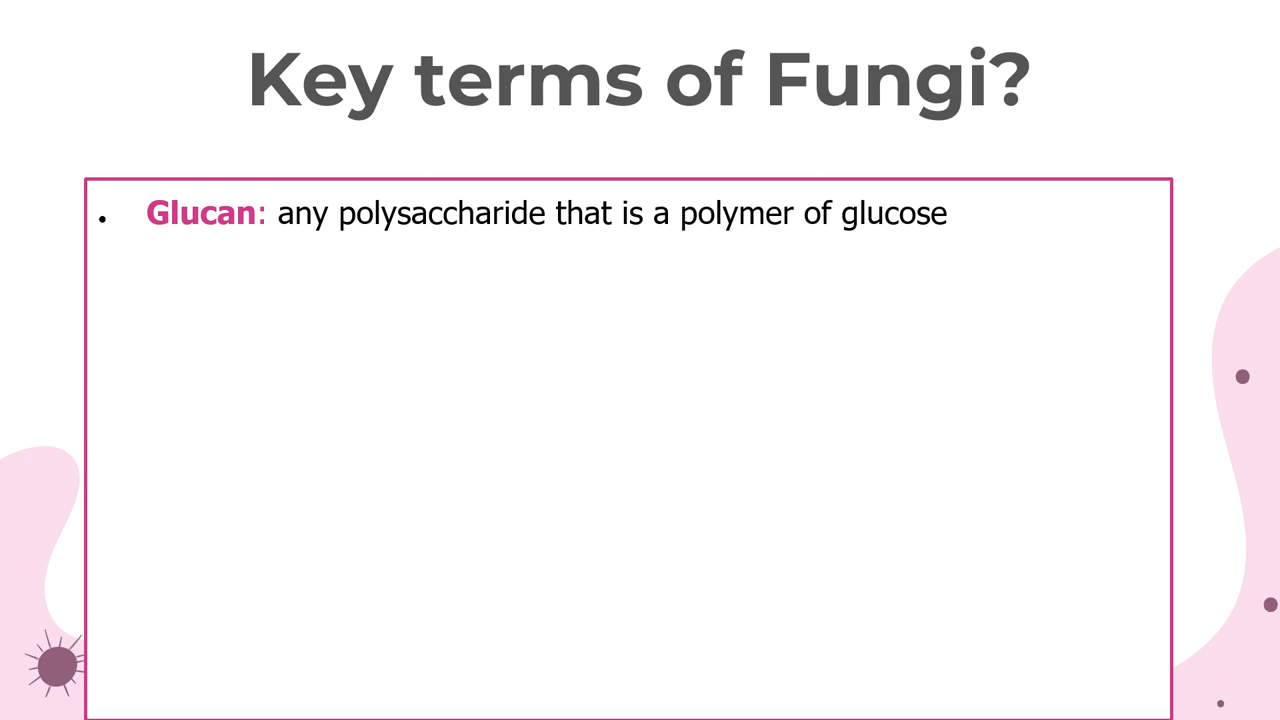 Key terms of Fungi?
• Glucan: any polysaccharide that is a polymer of glucose